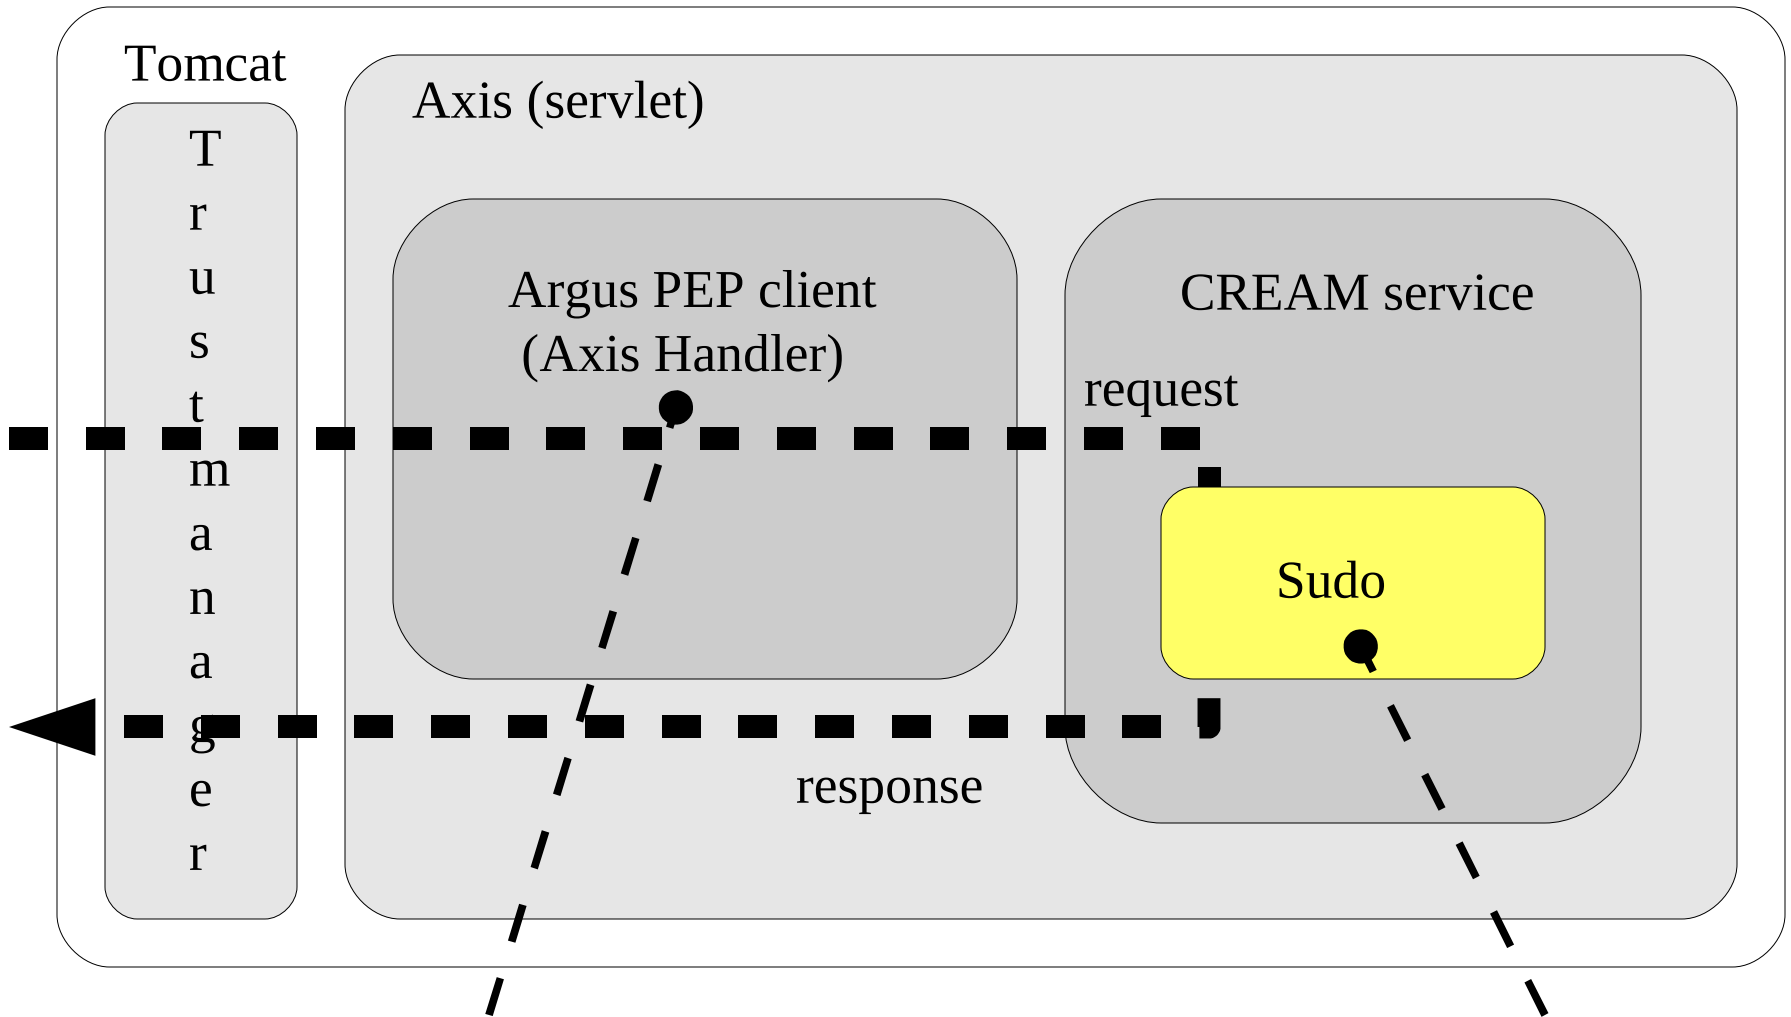 Tomcat
Axis (servlet)
T
r
u
s
t
m
a
n
a
g
e
r
Argus PEP client
(Axis Handler)
CREAM service
request
Sudo
response